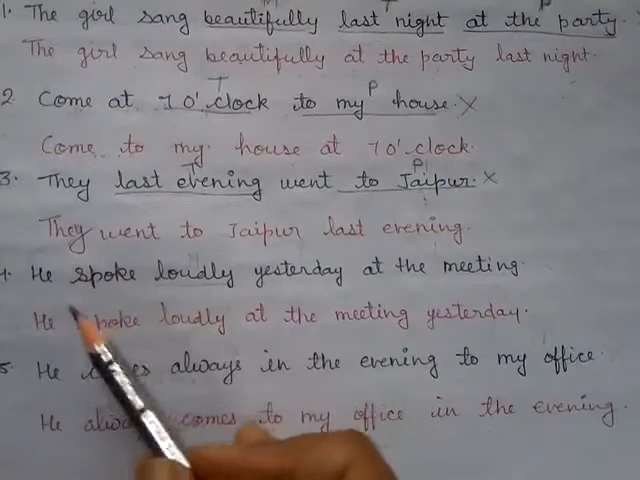 M T P
1. The girl sang beautifully last night at the party.
The girl sang beautifully at the party last night.
T P
2 Come at 7 O'clock to my house. X
Come to my house at 7 O'clock.
T P
3. They last evening went to Jaipur. X
They went to Jaipur last evening.
4. He spoke loudly yesterday at the meeting.
He spoke loudly at the meeting yesterday.
5. He comes always in the evening to my office.
He always comes to my office in the evening.